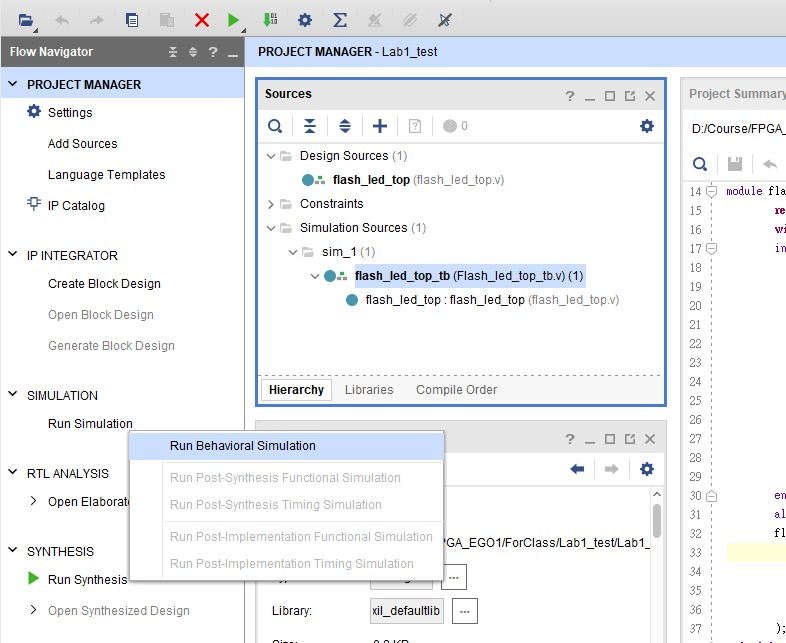 Flow Navigator
PROJECT MANAGER - Lab1_test
PROJECT MANAGER
Settings
Add Sources
Language Templates
IP Catalog
IP INTEGRATOR
Create Block Design
Open Block Design
Generate Block Design
SIMULATION
Run Simulation
RTL ANALYSIS
Open Elaborate
SYNTHESIS
Run Synthesis
Open Synthesized Design
Sources
0
Design Sources (1)
flash_led_top (flash_led_top.v)
Constraints
Simulation Sources (1)
sim_1 (1)
flash_led_top_tb (Flash_led_top_tb.v) (1)
flash_led_top : flash_led_top (flash_led_top.v)
Hierarchy Libraries Compile Order
Run Behavioral Simulation
Run Post-Synthesis Functional Simulation
Run Post-Synthesis Timing Simulation
Run Post-Implementation Functional Simulation
Run Post-Implementation Timing Simulation
PGA_EGO1/ForClass/Lab1_test/Lab1_
Library: xil_defaultlib ...
Project Summary
D:/Course/FPGA_
14 module fla
15 re
16 wi
17 in
18
19
20
21
22
23
24
25
26
27
28
29
30 en
31 al
32 fl
33
34
35
36
37 );